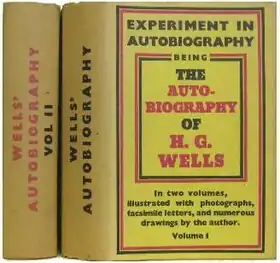 WELLS'
AUTOBIOGRAPHY
VOL II
WELLS'
AUTOBIOGRAPHY
EXPERIMENT IN
AUTOBIOGRAPHY
BEING
THE
AUTO-
BIOGRAPHY
OF
H. G.
WELLS
In two volumes,
illustrated with photographs,
facsimile letters, and numerous
drawings by the author.
Volume I